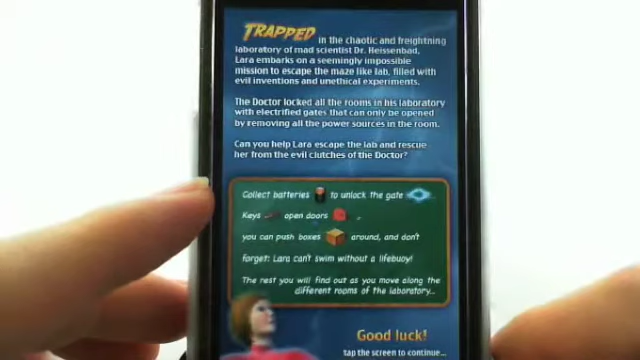 TRAPPED in the chaotic and freightning
laboratory of mad scientist Dr. Heissenbad,
Lara embarks on a seemingly impossible
mission to escape the maze like lab, filled with
evil inventions and unethical experiments.
The Doctor locked all the rooms in his laboratory
with electrified gates that can only be opened
by removing all the power sources in the room.
Can you help Lara escape the lab and rescue
her from the evil clutches of the Doctor?
Collect batteries to unlock the gate
Keys open doors
you can push boxes around, and don't
forget: Lara can't swim without a lifebuoy!
The rest you will find out as you move along the
different rooms of the laboratory...
Good luck!
tap the screen to continue...